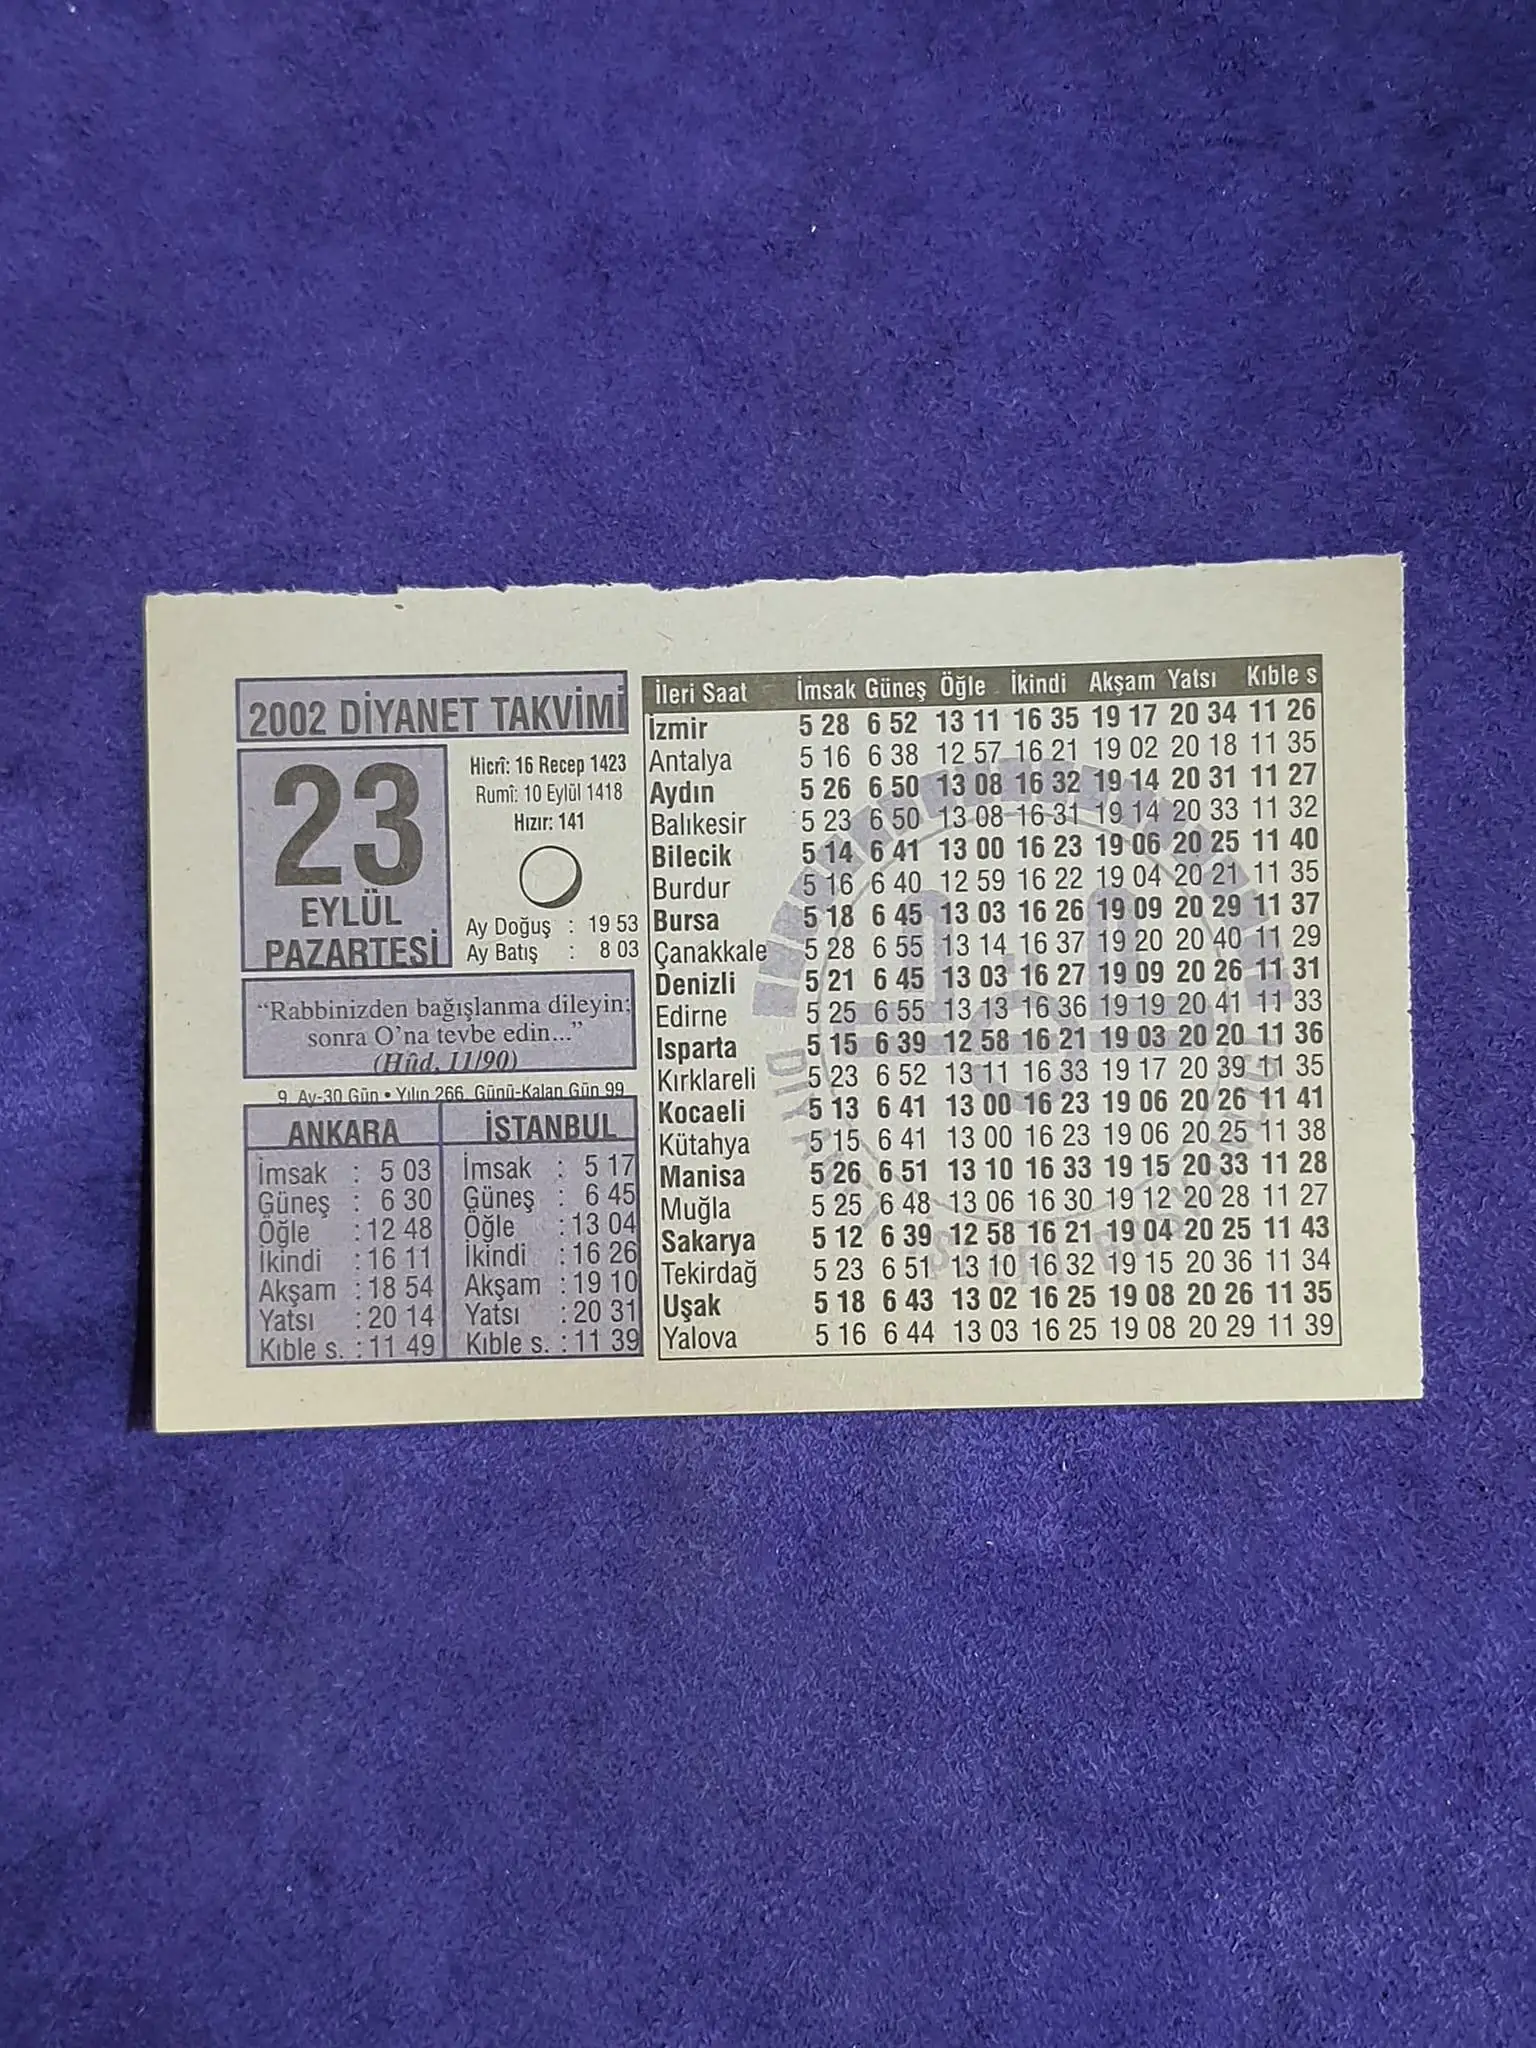 2002 DİYANET TAKVİMİ
23
EYLÜL
PAZARTESİ
Hicrî: 16 Recep 1423
Rumî: 10 Eylül 1418
Hızır: 141
Ay Doğuş : 19 53
Ay Batış : 8 03
“Rabbinizden bağışlanma dileyin;
sonra O’na tevbe edin...”
(Hûd, 11/90)
9. Ay-30 Gün • Yılın 266. Günü-Kalan Gün 99
ANKARA
İmsak : 5 03
Güneş : 6 30
Öğle : 12 48
İkindi : 16 11
Akşam : 18 54
Yatsı : 20 14
Kıble s. : 11 49
İSTANBUL
İmsak : 5 17
Güneş : 6 45
Öğle : 13 04
İkindi : 16 26
Akşam : 19 10
Yatsı : 20 31
Kıble s. : 11 39
İleri Saat İmsak Güneş Öğle İkindi Akşam Yatsı Kıble s
İzmir 5 28 6 52 13 11 16 35 19 17 20 34 11 26
Antalya 5 16 6 38 12 57 16 21 19 02 20 18 11 35
Aydın 5 26 6 50 13 08 16 32 19 14 20 31 11 27
Balıkesir 5 23 6 50 13 08 16 31 19 14 20 33 11 32
Bilecik 5 14 6 41 13 00 16 23 19 06 20 25 11 40
Burdur 5 16 6 40 12 59 16 22 19 04 20 21 11 35
Bursa 5 18 6 45 13 03 16 26 19 09 20 29 11 37
Çanakkale 5 28 6 55 13 14 16 37 19 20 20 40 11 29
Denizli 5 21 6 45 13 03 16 27 19 09 20 26 11 31
Edirne 5 25 6 55 13 13 16 36 19 19 20 41 11 33
Isparta 5 15 6 39 12 58 16 21 19 03 20 20 11 36
Kırklareli 5 23 6 52 13 11 16 33 19 17 20 39 11 35
Kocaeli 5 13 6 41 13 00 16 23 19 06 20 26 11 41
Kütahya 5 15 6 41 13 00 16 23 19 06 20 25 11 38
Manisa 5 26 6 51 13 10 16 33 19 15 20 33 11 28
Muğla 5 25 6 48 13 06 16 30 19 12 20 28 11 27
Sakarya 5 12 6 39 12 58 16 21 19 04 20 25 11 43
Tekirdağ 5 23 6 51 13 10 16 32 19 15 20 36 11 34
Uşak 5 18 6 43 13 02 16 25 19 08 20 26 11 35
Yalova 5 16 6 44 13 03 16 25 19 08 20 29 11 39